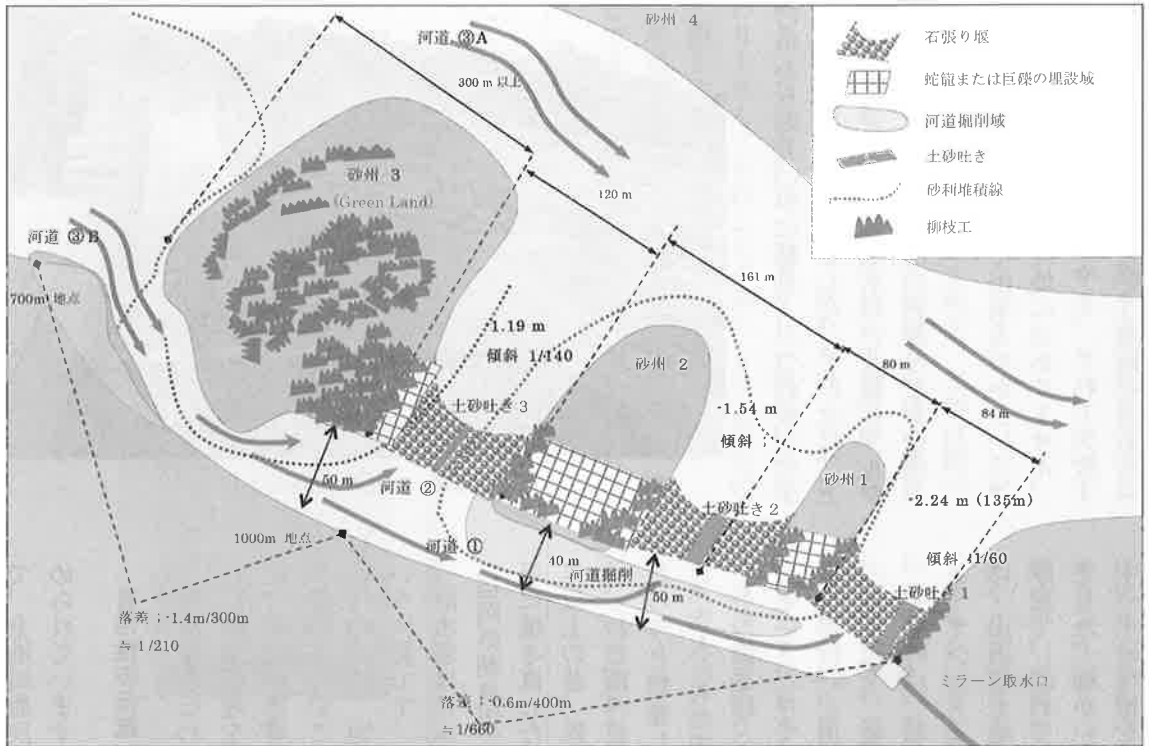 砂州 4
河道 ③A
300 m 以上
石張り堰
蛇籠または巨礫の埋設域
河道掘削域
土砂吐き
砂利堆積線
柳枝工
砂州 3
(Green Land)
120 m
河道 ③B
700m 地点
161 m
-1.19 m
傾斜 1/140
砂州 2
80 m
84 m
土砂吐き 3
-1.54 m
傾斜 ;
砂州 1
50 m
河道 ②
土砂吐き 2
-2.24 m (135m)
1000m 地点
河道 ①
40 m
河道掘削
傾斜 1/60
50 m
土砂吐き 1
落差 ; -1.4m/300m
≒ 1/210
ミラーン取水口
落差 ; -0.6m/400m
≒ 1/660